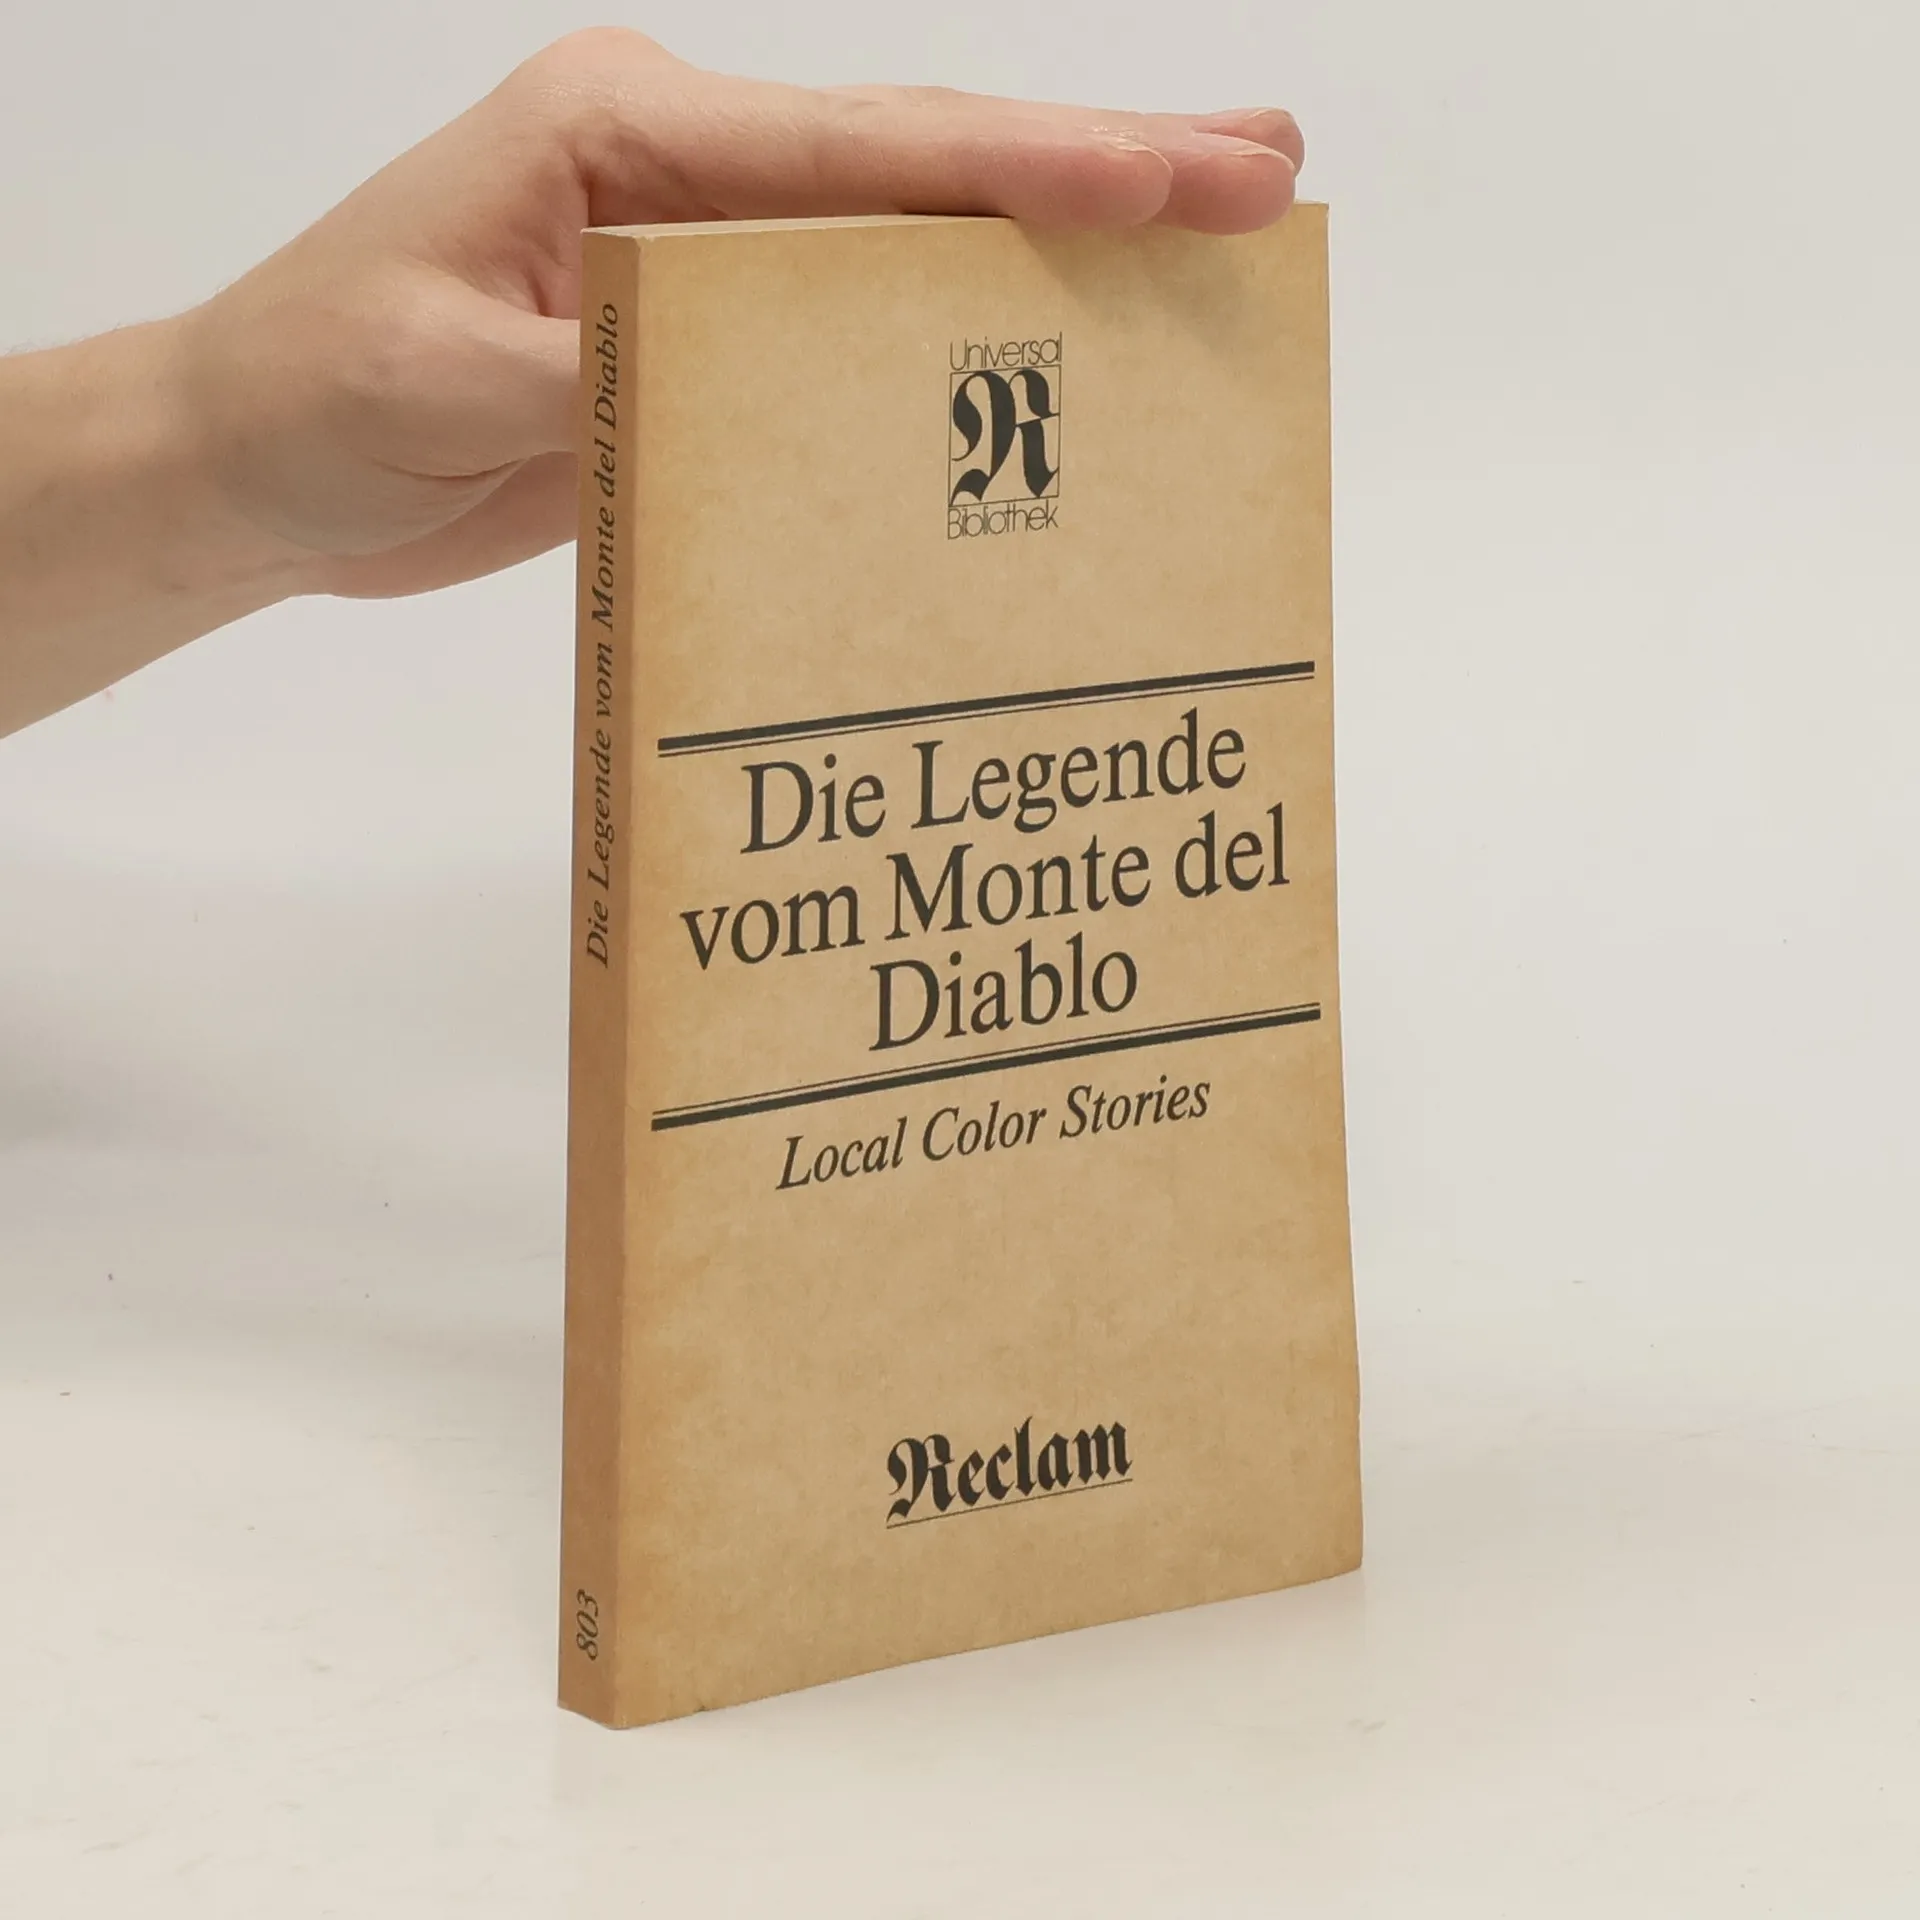 Universal
R
Bibliothek
Die Legende
vom Monte del
Diablo
Local Color Stories
Reclam
Die Legende vom Monte del Diablo
803